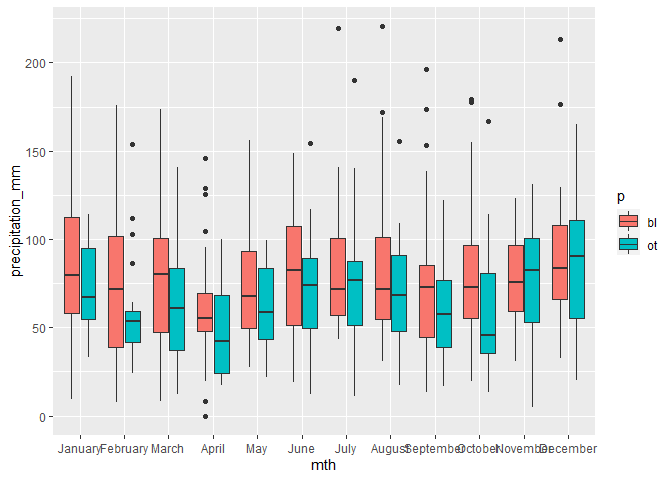 200
150
100
50
0
precipitation_mm
January February March April May June July August September October November December
mth
p
bl
ot